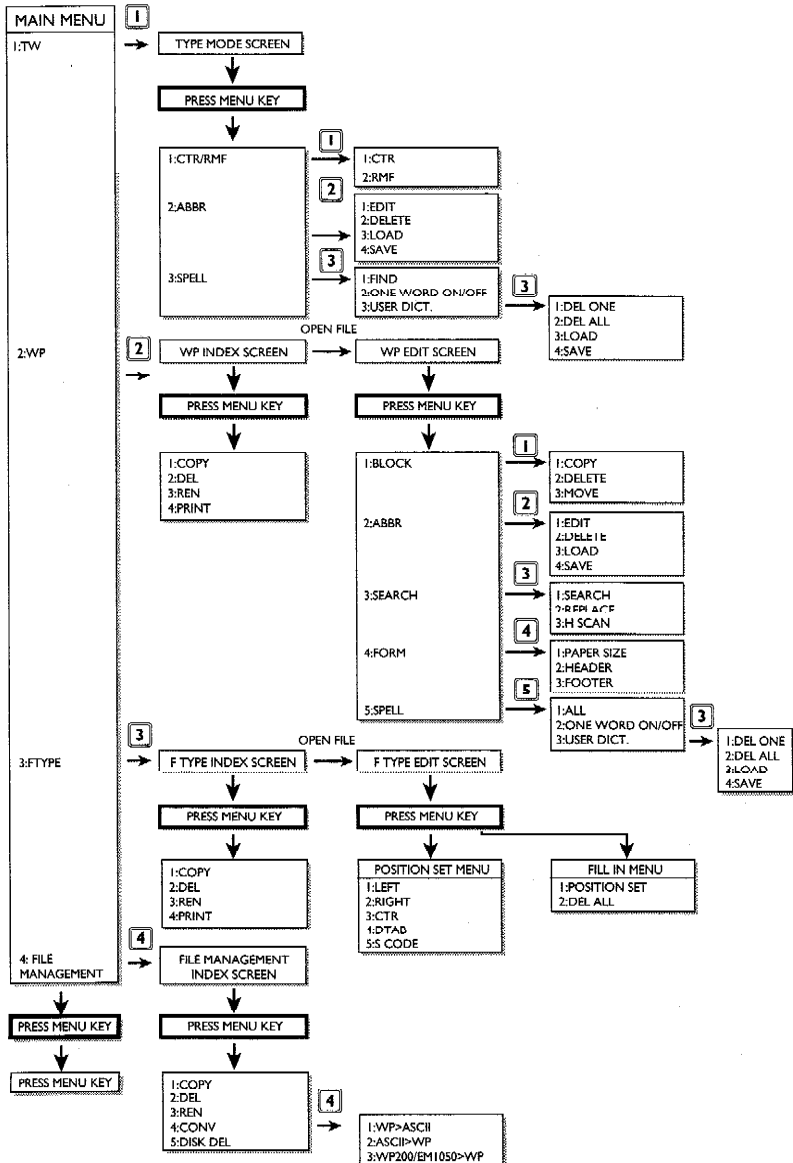 MAIN MENU
1
1:TW
TYPE MODE SCREEN
PRESS MENU KEY
1:CTR/RMF
1
1:CTR
2:RMF
2:ABBR
2
1:EDIT
2:DELETE
3:LOAD
4:SAVE
3:SPELL
3
1:FIND
2:ONE WORD ON/OFF
3:USER DICT.
3
1:DEL ONE
2:DEL ALL
3:LOAD
4:SAVE
2:WP
2
WP INDEX SCREEN
OPEN FILE
WP EDIT SCREEN
PRESS MENU KEY
PRESS MENU KEY
1:COPY
2:DEL
3:REN
4:PRINT
1:BLOCK
1
1:COPY
2:DELETE
3:MOVE
2:ABBR
2
1:EDIT
2:DELETE
3:LOAD
4:SAVE
3:SEARCH
3
1:SEARCH
2:REPLACE
3:H SCAN
4:FORM
4
1:PAPER SIZE
2:HEADER
3:FOOTER
5:SPELL
5
1:ALL
2:ONE WORD ON/OFF
3:USER DICT.
3
1:DEL ONE
2:DEL ALL
3:LOAD
4:SAVE
3:FTYPE
3
F TYPE INDEX SCREEN
OPEN FILE
F TYPE EDIT SCREEN
PRESS MENU KEY
PRESS MENU KEY
1:COPY
2:DEL
3:REN
4:PRINT
POSITION SET MENU
1:LEFT
2:RIGHT
3:CTR
4:DTAB
5:S CODE
FILL IN MENU
1:POSITION SET
2:DEL ALL
4: FILE
MANAGEMENT
4
FILE MANAGEMENT
INDEX SCREEN
PRESS MENU KEY
PRESS MENU KEY
PRESS MENU KEY
1:COPY
2:DEL
3:REN
4:CONV
5:DISK DEL
4
1:WP>ASCII
2:ASCII>WP
3:WP200/EM1050>WP